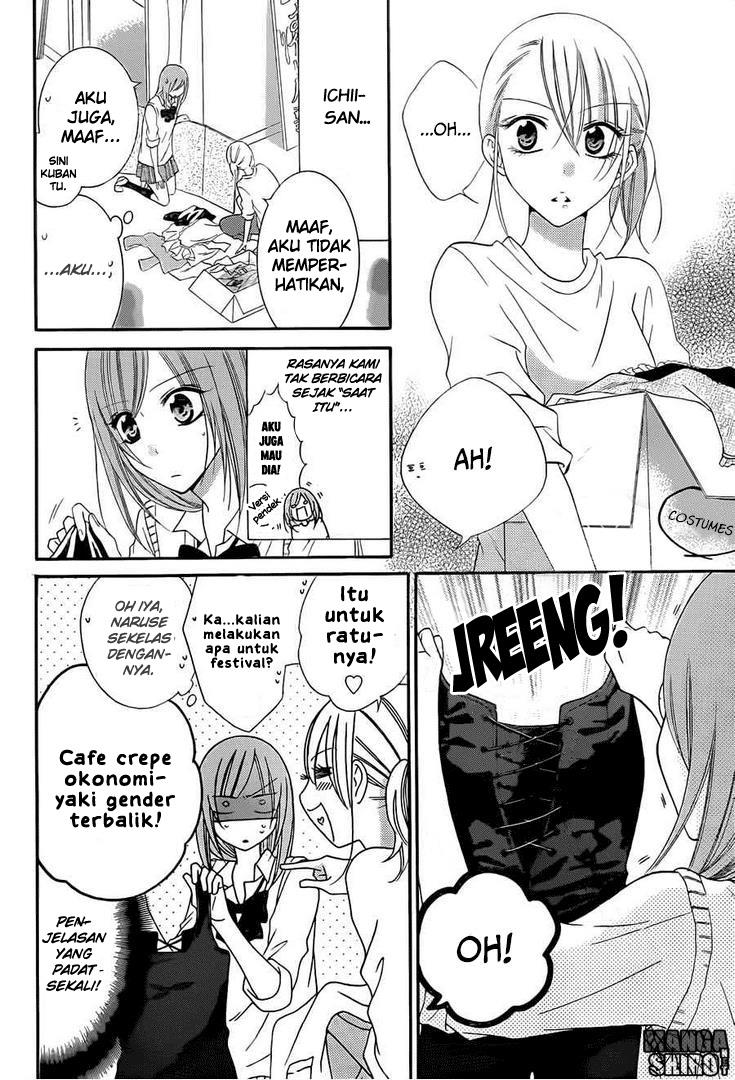 ...OH...
AH!
COSTUMES
ICHII-
SAN...
MAAF,
AKU TIDAK
MEMPER-
HATIKAN,
AKU
JUGA,
MAAF...
SINI
KUBAN
TU.
...AKU...,
RASANYA KAMI
TAK BERBICARA
SEJAK "SAAT
ITU"...
AKU
JUGA
MAU
DIA!
Versi
pendek
JREENG!
OH!
Itu
untuk
ratu-
nya!
Ka...kalian
melakukan
apa untuk
festival?
OH IYA,
NARUSE
SEKELAS
DENGAN-
NYA.
Cafe crepe
okonomi-
yaki gender
terbalik!
PEN-
JELASAN
YANG
PADAT
SEKALI!
MANGA
SHIRO!